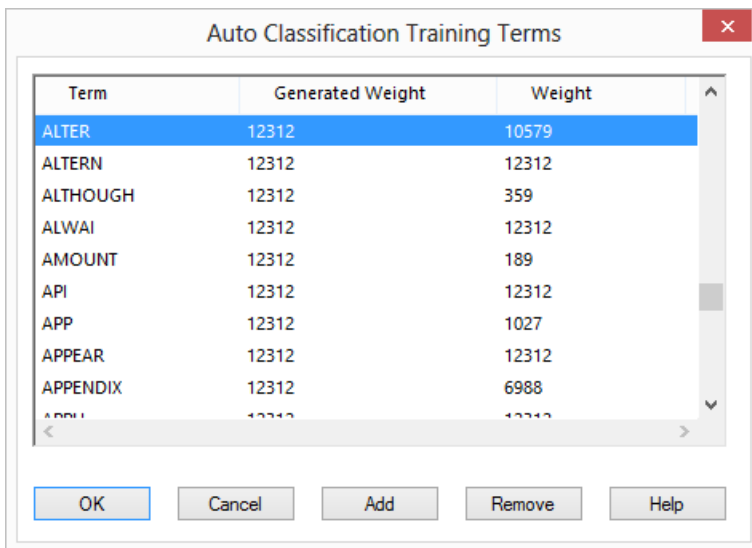 Auto Classification Training Terms
Term Generated Weight Weight
ALTER 12312 10579
ALTERN 12312 12312
ALTHOUGH 12312 359
ALWAI 12312 12312
AMOUNT 12312 189
API 12312 12312
APP 12312 1027
APPEAR 12312 12312
APPENDIX 12312 6988
12312 12312
OK Cancel Add Remove Help